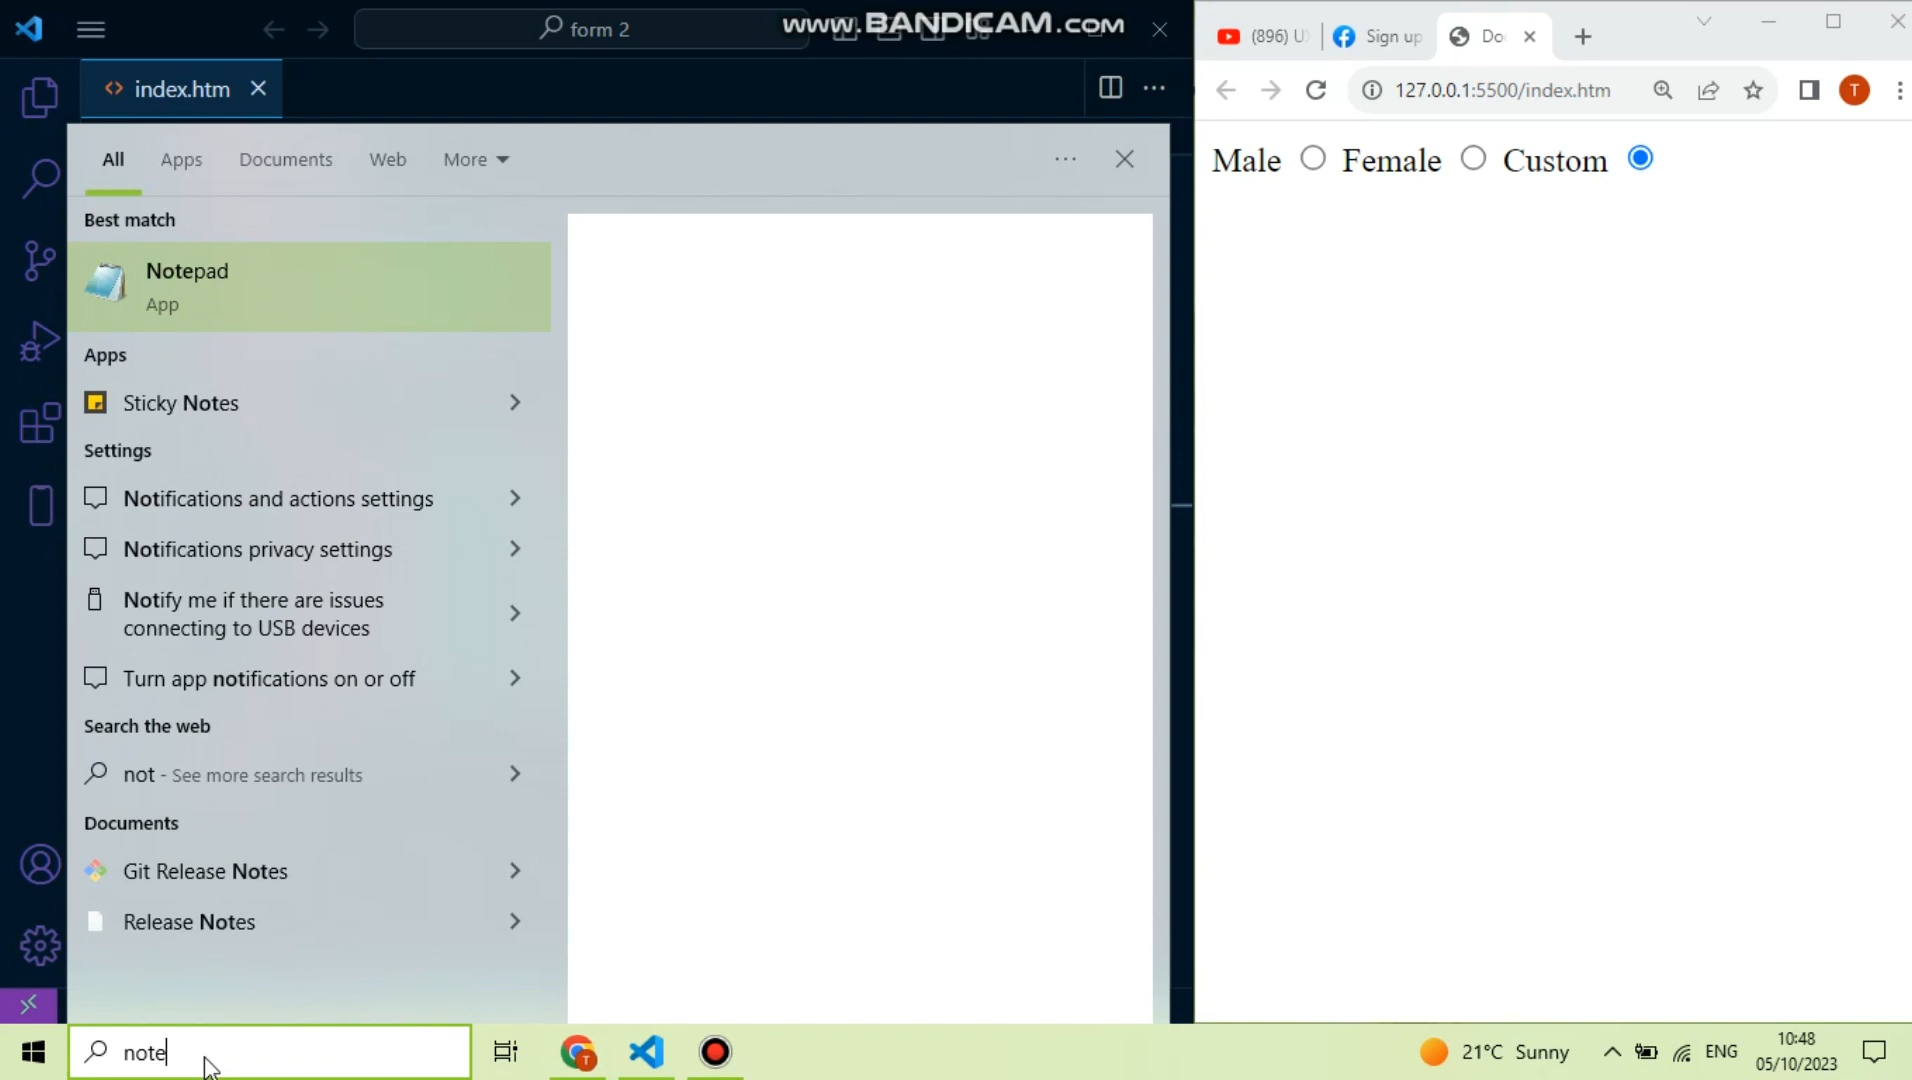 form 2
www.BANDICAM.com
index.htm
All
Apps
Documents
Web
More
Best match
Notepad
App
Apps
Sticky Notes
Settings
Notifications and actions settings
Notifications privacy settings
Notify me if there are issues
connecting to USB devices
Turn app notifications on or off
Search the web
not - See more search results
Documents
Git Release Notes
Release Notes
note
(896) U
Sign up
Do
127.0.0.1:5500/index.htm
T
Male Female Custom
T
21°C Sunny
ENG
10:48
05/10/2023